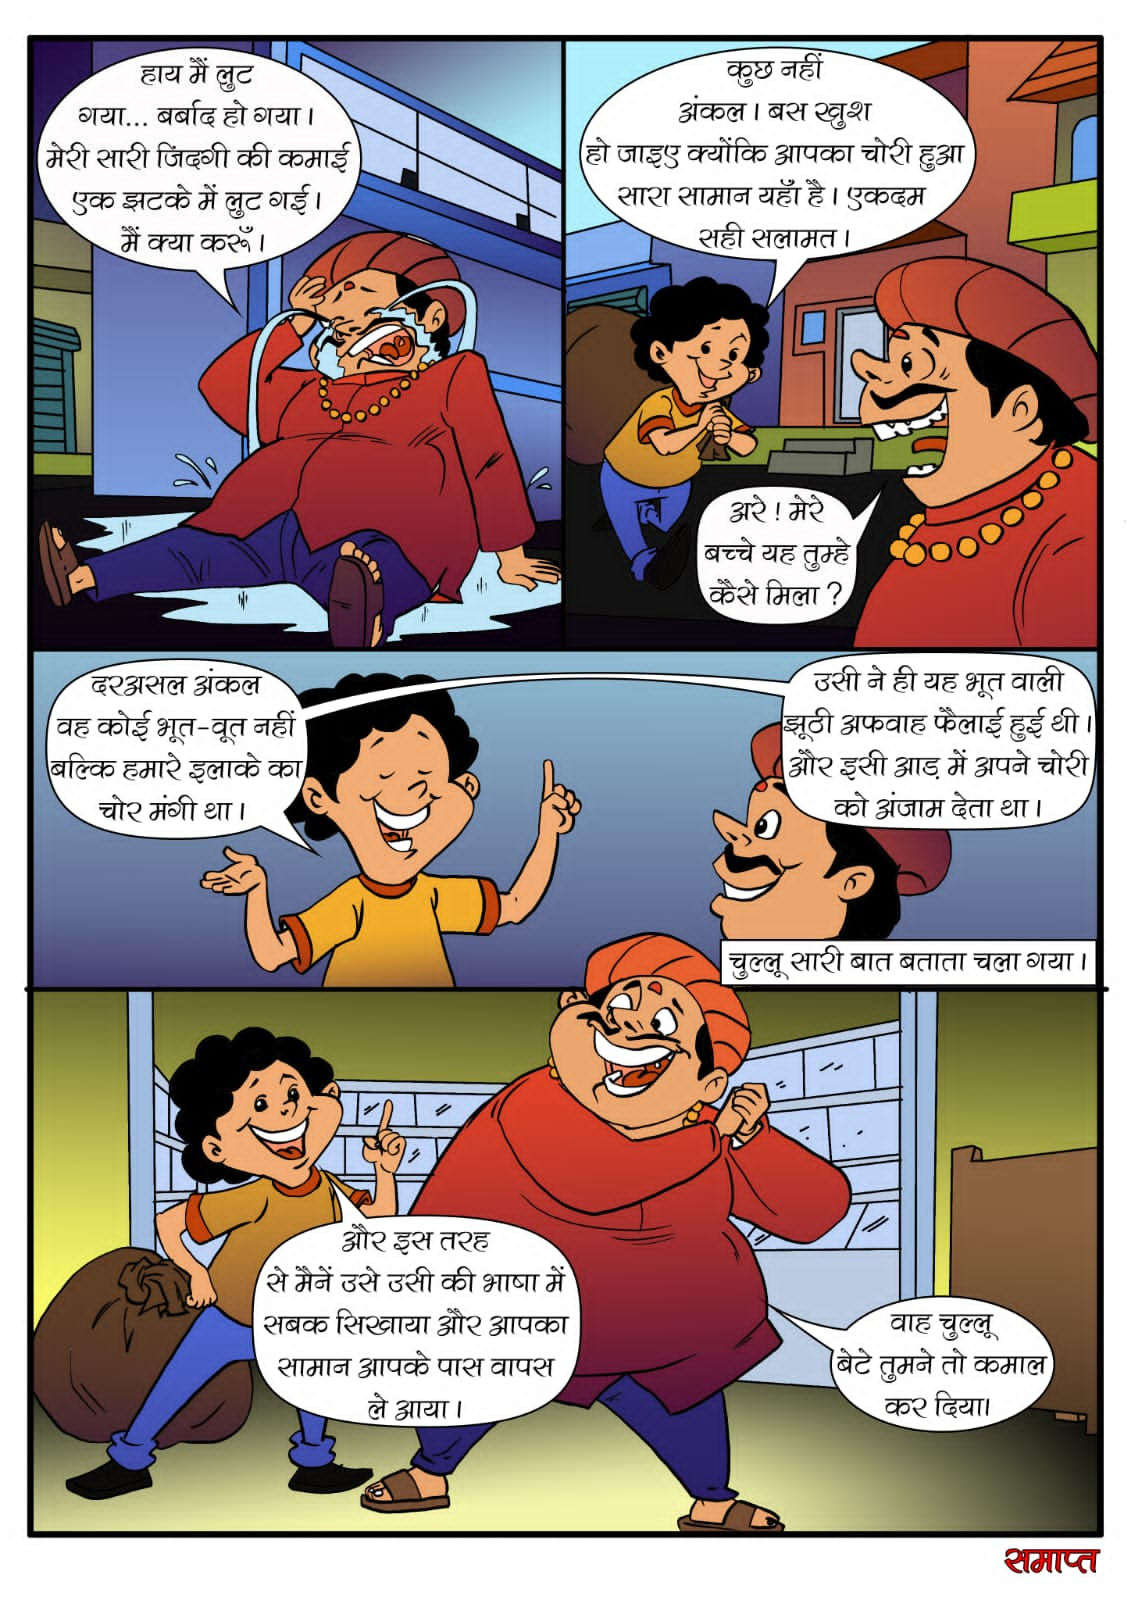 हाय मैं लुट
गया... बर्बाद हो गया।
मेरी सारी जिंदगी की कमाई
एक झटके में लुट गई।
मैं क्या करूँ।
कुछ नहीं
अंकल। बस खुश
हो जाइए क्योंकि आपका चोरी हुआ
सारा सामान यहाँ है। एकदम
सही सलामत।
अरे! मेरे
बच्चे यह तुम्हे
कैसे मिला?
दरअसल अंकल
वह कोई भूत-वूत नहीं
बल्कि हमारे इलाके का
चोर मंगी था।
उसी ने ही यह भूत वाली
झूठी अफवाह फैलाई हुई थी।
और इसी आड़ में अपने चोरी
को अंजाम देता था।
चुल्लू सारी बात बताता चला गया।
और इस तरह
से मैनें उसे उसी की भाषा में
सबक सिखाया और आपका
सामान आपके पास वापस
ले आया।
वाह चुल्लू
बेटे तुमने तो कमाल
कर दिया।
समाप्त